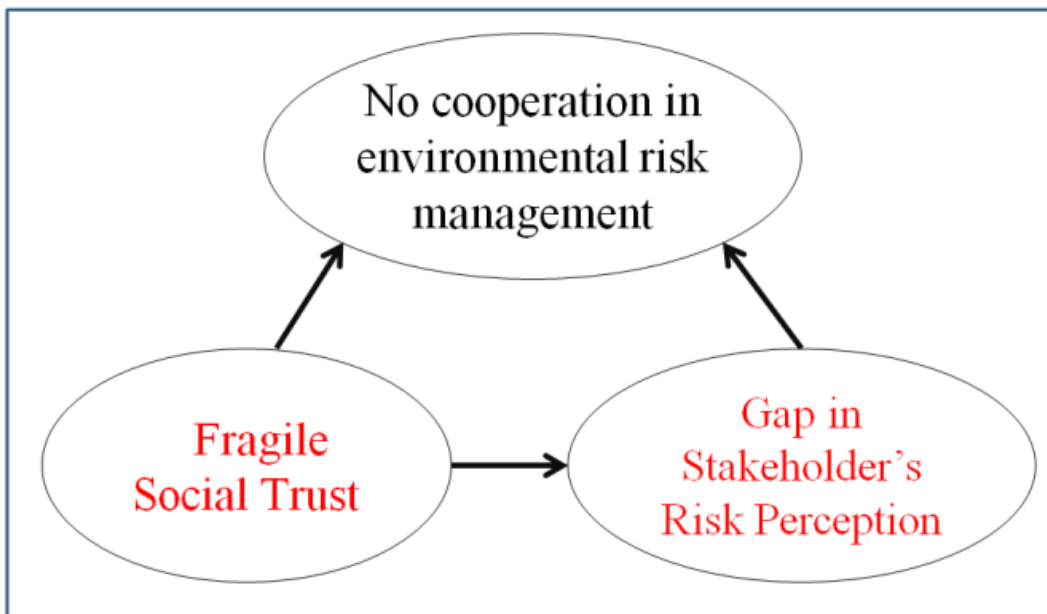 No cooperation in
environmental risk
management
Fragile
Social Trust
Gap in
Stakeholder’s
Risk Perception